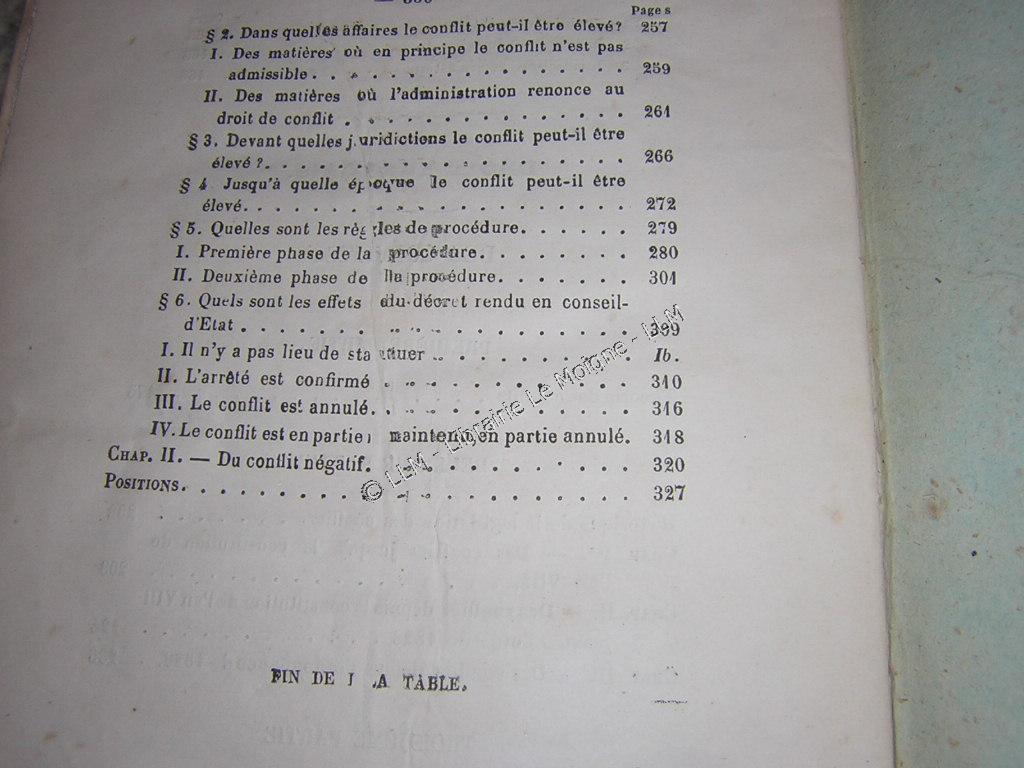 Pages
§ 2. Dans quelles affaires le conflit peut-il être élevé? 257
I. Des matières où en principe le conflit n'est pas
admissible. . . . . . . . . . . . . . . 259
II. Des matières où l'administration renonce au
droit de conflit . . . . . . . . . . . . . 261
§ 3. Devant quelles juridictions le conflit peut-il être
élevé ?. . . . . . . . . . . . . . . . . 266
§ 4 Jusqu'à quelle époque le conflit peut-il être
élevé. . . . . . . . . . . . . . . . . . 272
§ 5. Quelles sont les règles de procédure. . . . . . 279
I. Première phase de la procédure. . . . . . . . 280
II. Deuxième phase de la procédure. . . . . . . 301
§ 6. Quels sont les effets du décret rendu en conseil-
d'Etat . . . . . . . . . . . . . . . . . 309
I. Il n'y a pas lieu de statuer . . . . . . . . . Ib.
II. L'arrêté est confirmé . . . . . . . . . . . 310
III. Le conflit est annulé. . . . . . . . . . . 316
IV. Le conflit est en partie maintenu, en partie annulé. 318
CHAP. II. — Du conflit négatif. . . . . . . . . . . 320
POSITIONS. . . . . . . . . . . . . . . . . . . 327
FIN DE LA TABLE.
© LLM - Librairie Le Moigne - LLM